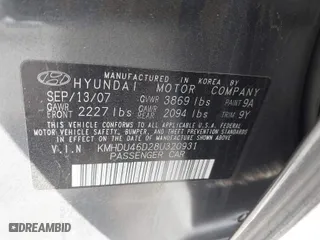 MANUFACTURED IN KOREA BY
HYUNDAI MOTOR COMPANY
SEP/13/07 GVWR 3869 lbs PAINT 9A
GAWR FRONT 2227 lbs GAWR REAR 2094 lbs TRIM 9Y
THIS VEHICLE CONFORMS TO ALL APPLICABLE
U.S. FEDERAL MOTOR VEHICLE SAFETY, BUMPER,
AND THEFT PREVENTION STANDARDS IN EFFECT
ON THE DATE OF MANUFACTURE SHOWN ABOVE.
V.I.N KMHDU46D28U320931
PASSENGER CAR
AUTOBIDMASTER